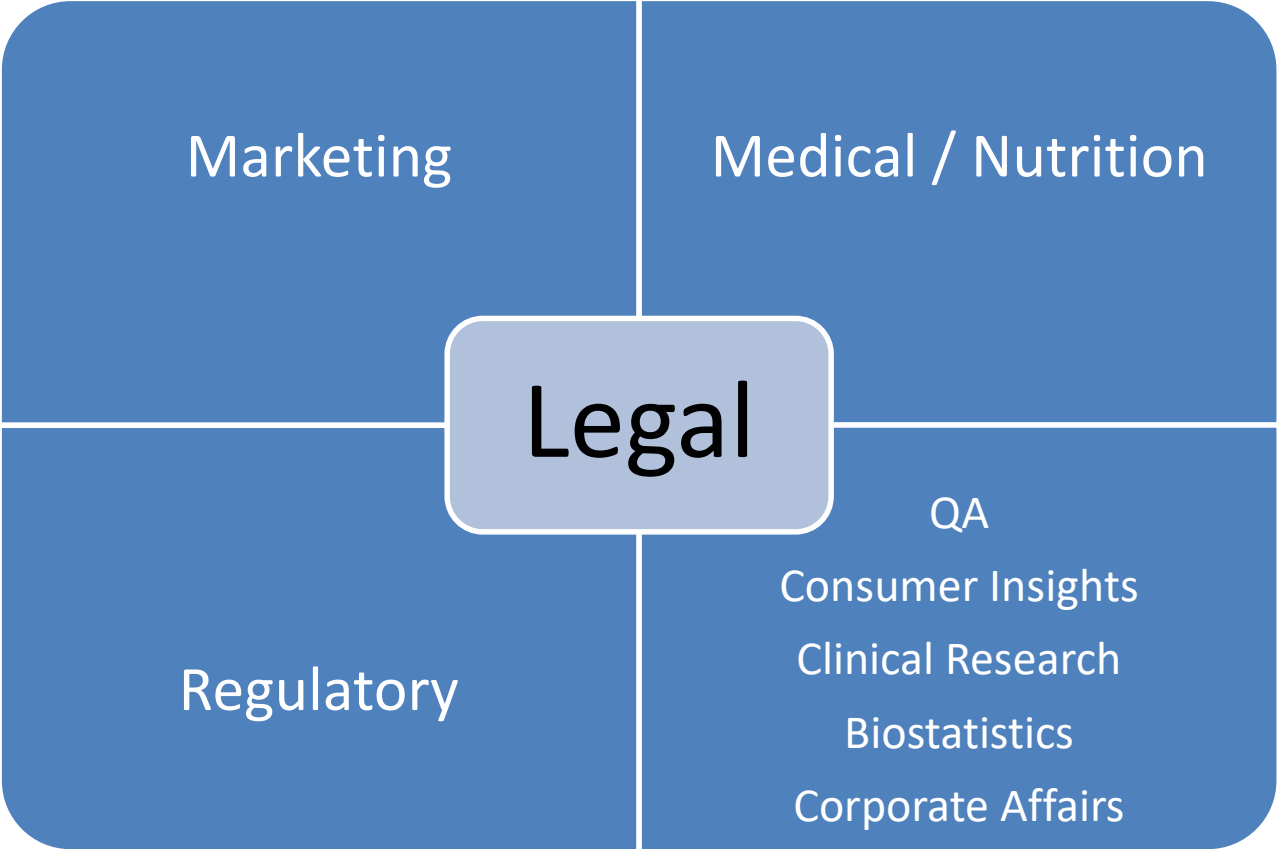 Marketing
Medical / Nutrition
Legal
Regulatory
QA
Consumer Insights
Clinical Research
Biostatistics
Corporate Affairs